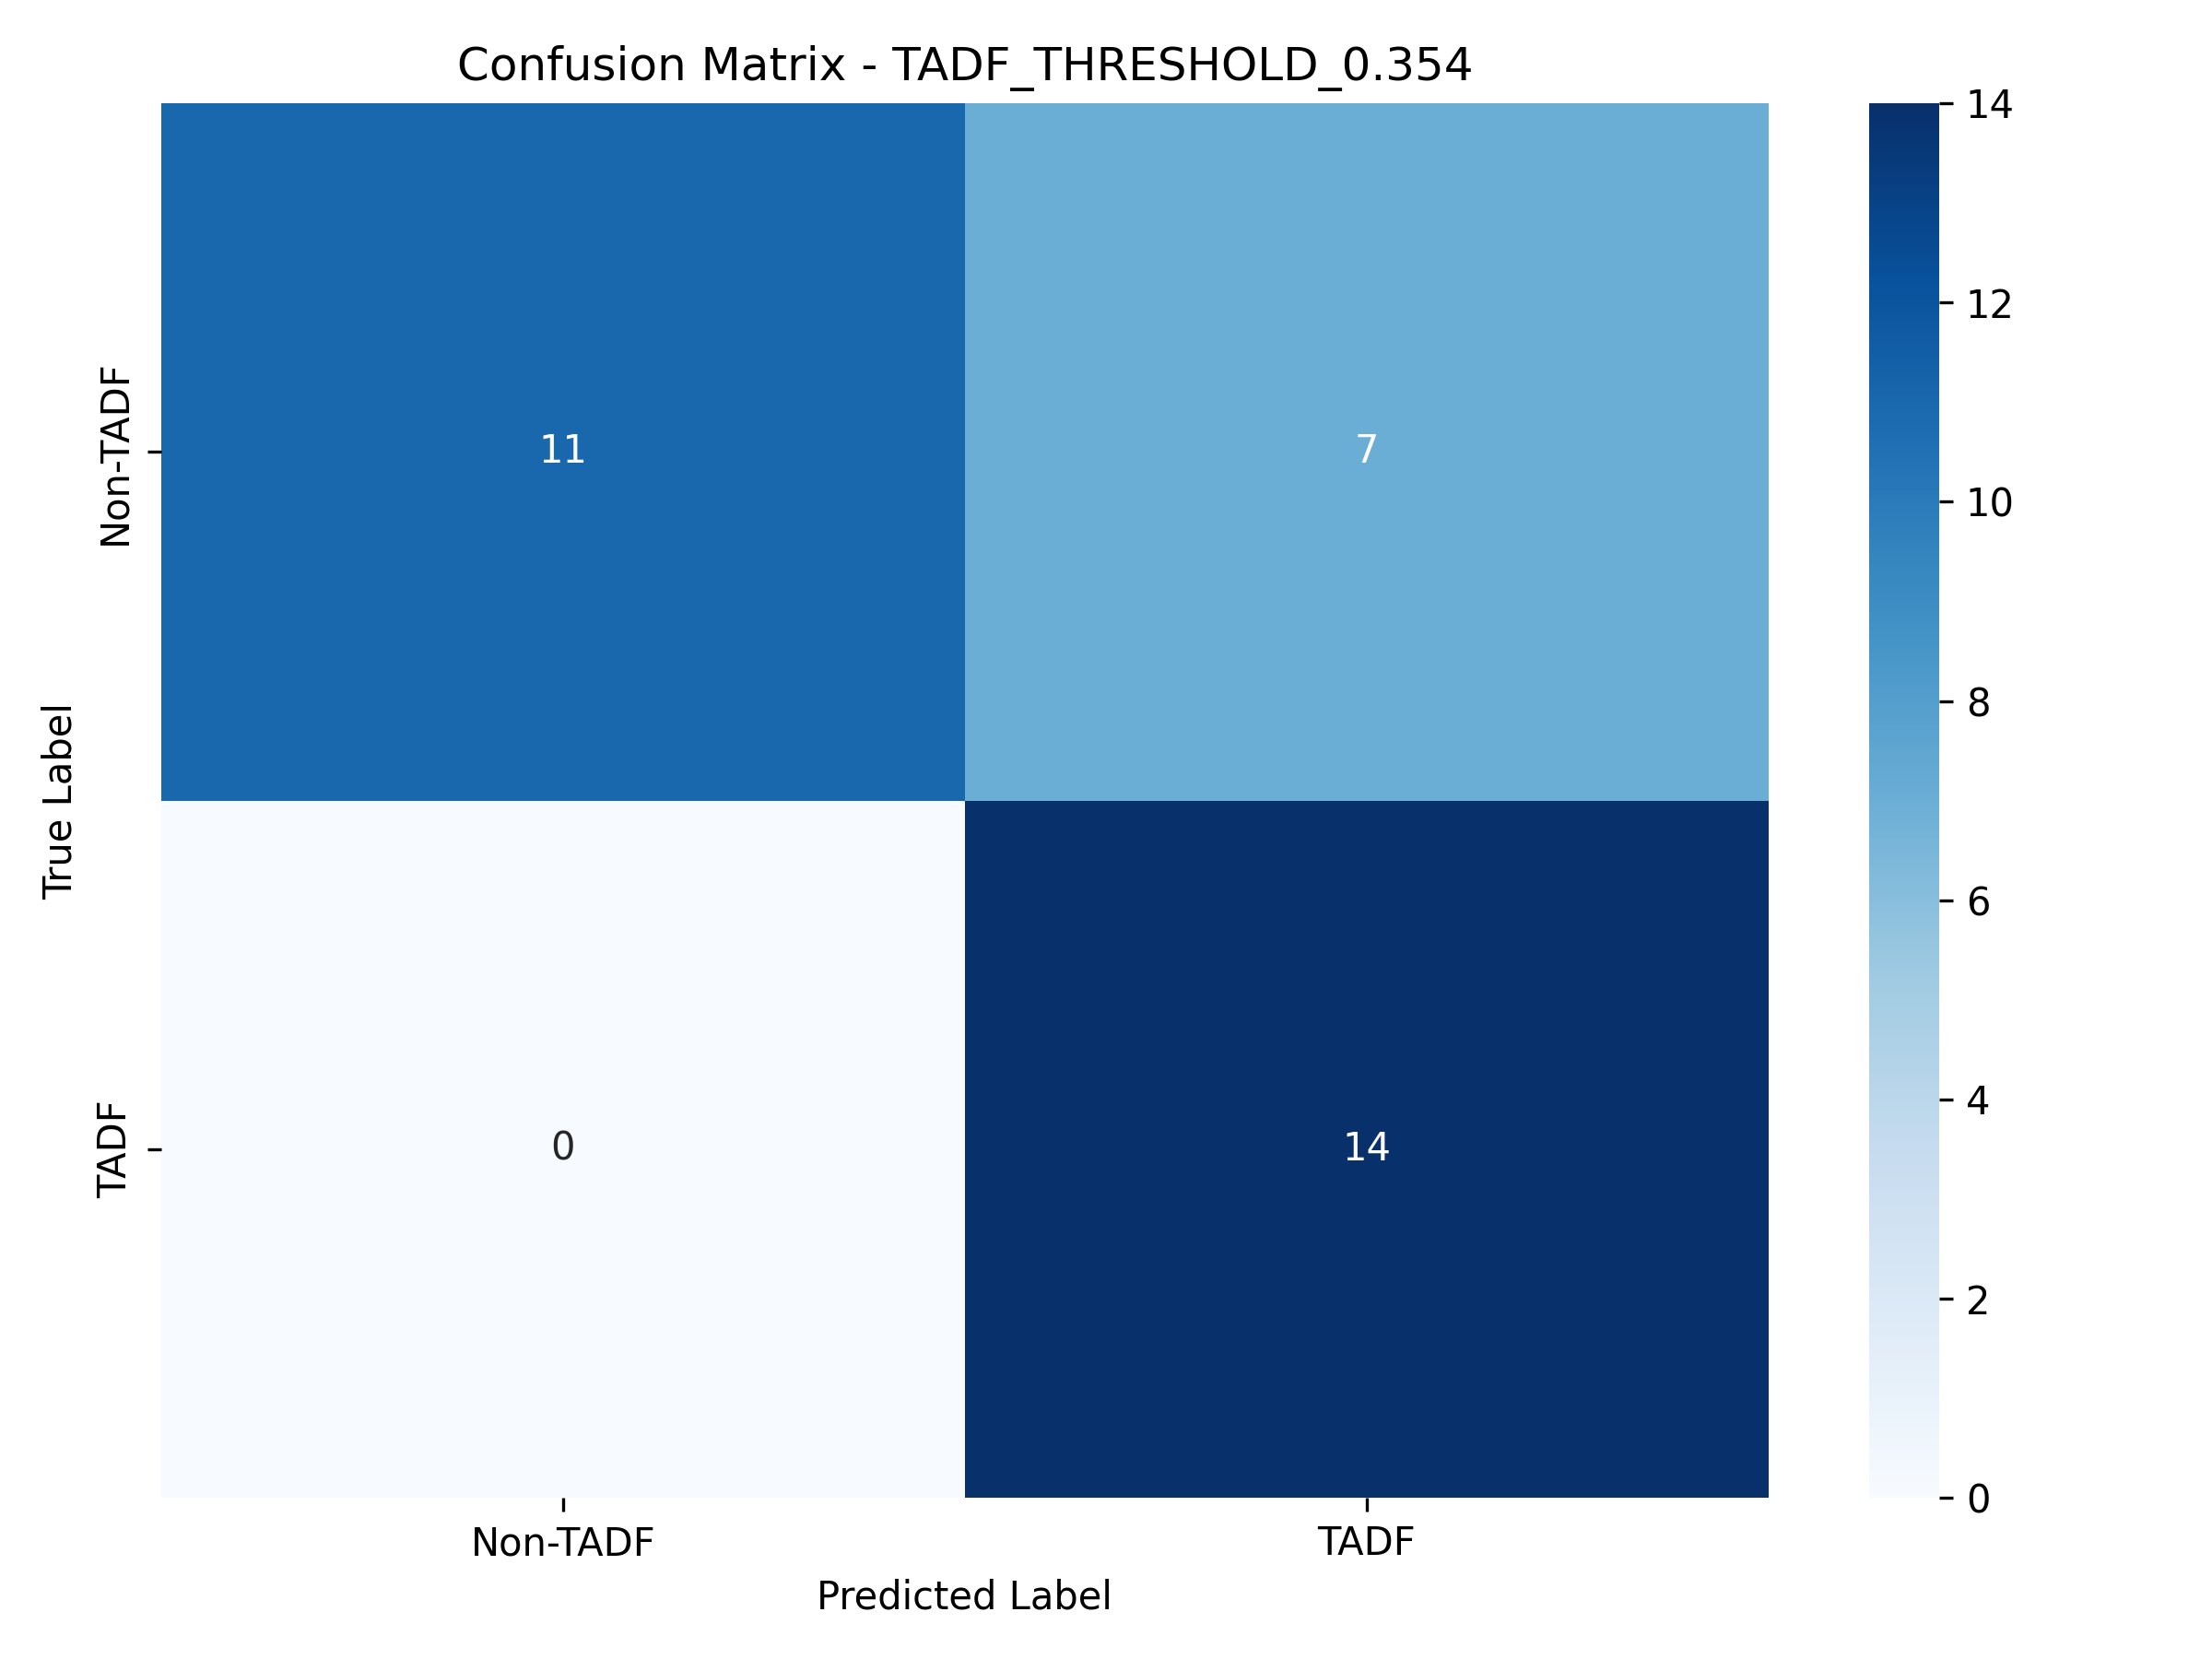 Confusion Matrix - TADF_THRESHOLD_0.354
True Label
Non-TADF
TADF
11
7
0
14
Non-TADF
TADF
Predicted Label
14
12
10
8
6
4
2
0